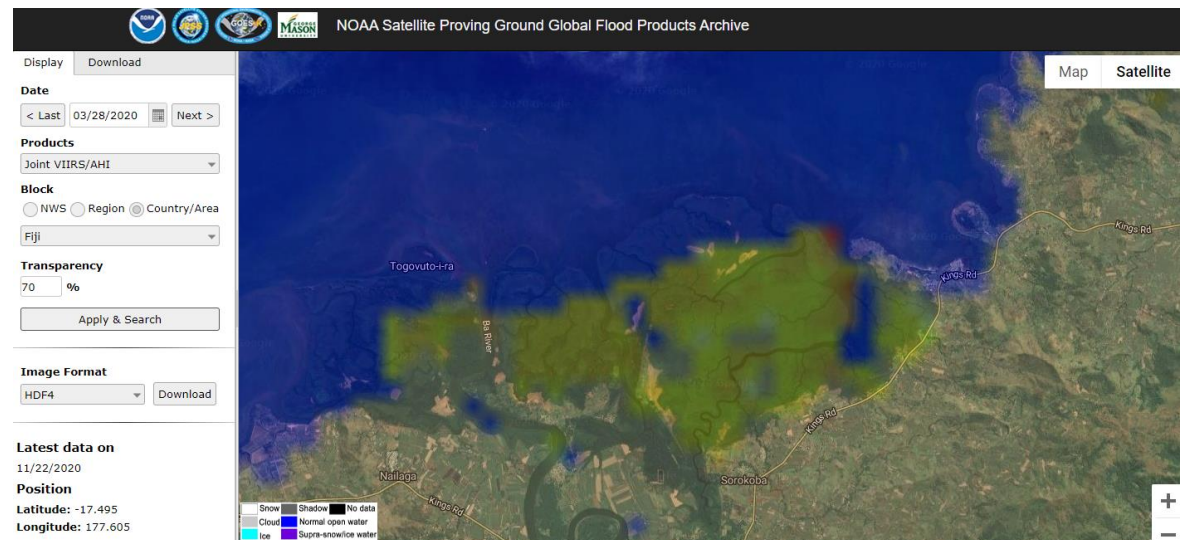 NOAA
GOES
GEORGE
MASON
UNIVERSITY
NOAA Satellite Proving Ground Global Flood Products Archive
Display Download
Date
< Last 03/28/2020 Next >
Products
Joint VIIRS/AHI
Block
NWS Region Country/Area
Fiji
Transparency
70 %
Apply & Search
Image Format
HDF4 Download
Latest data on
11/22/2020
Position
Latitude: -17.495
Longitude: 177.605
Map Satellite
Kings Rd
Kings Rd
Togovuto-i-ra
Ba River
Kings Rd
Nailaga
Sorokoba
Kings Rd
Snow Shadow No data
Cloud Normal open water
Ice Supra-snow/ice water
+
−